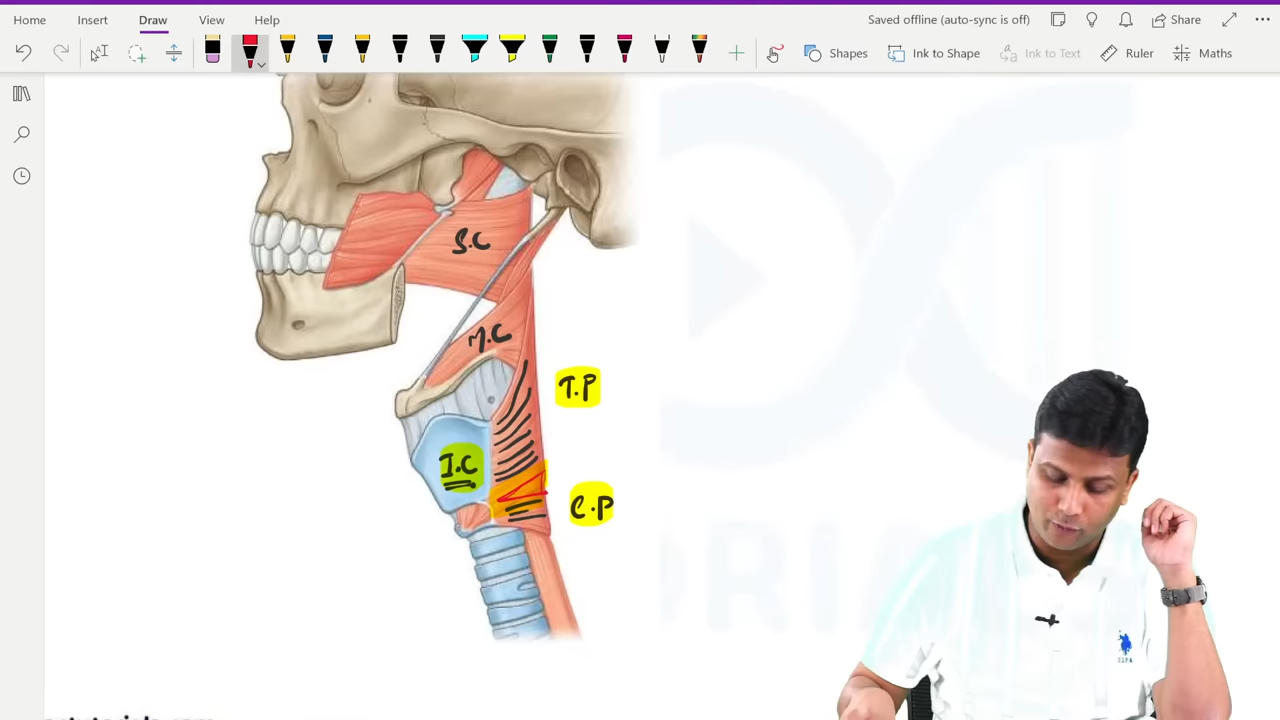 Home Insert Draw View Help Saved offline (auto-sync is off) Share
Shapes Ink to Shape Ink to Text Ruler Maths
S.C
M.C
T.P
I.C
C.P